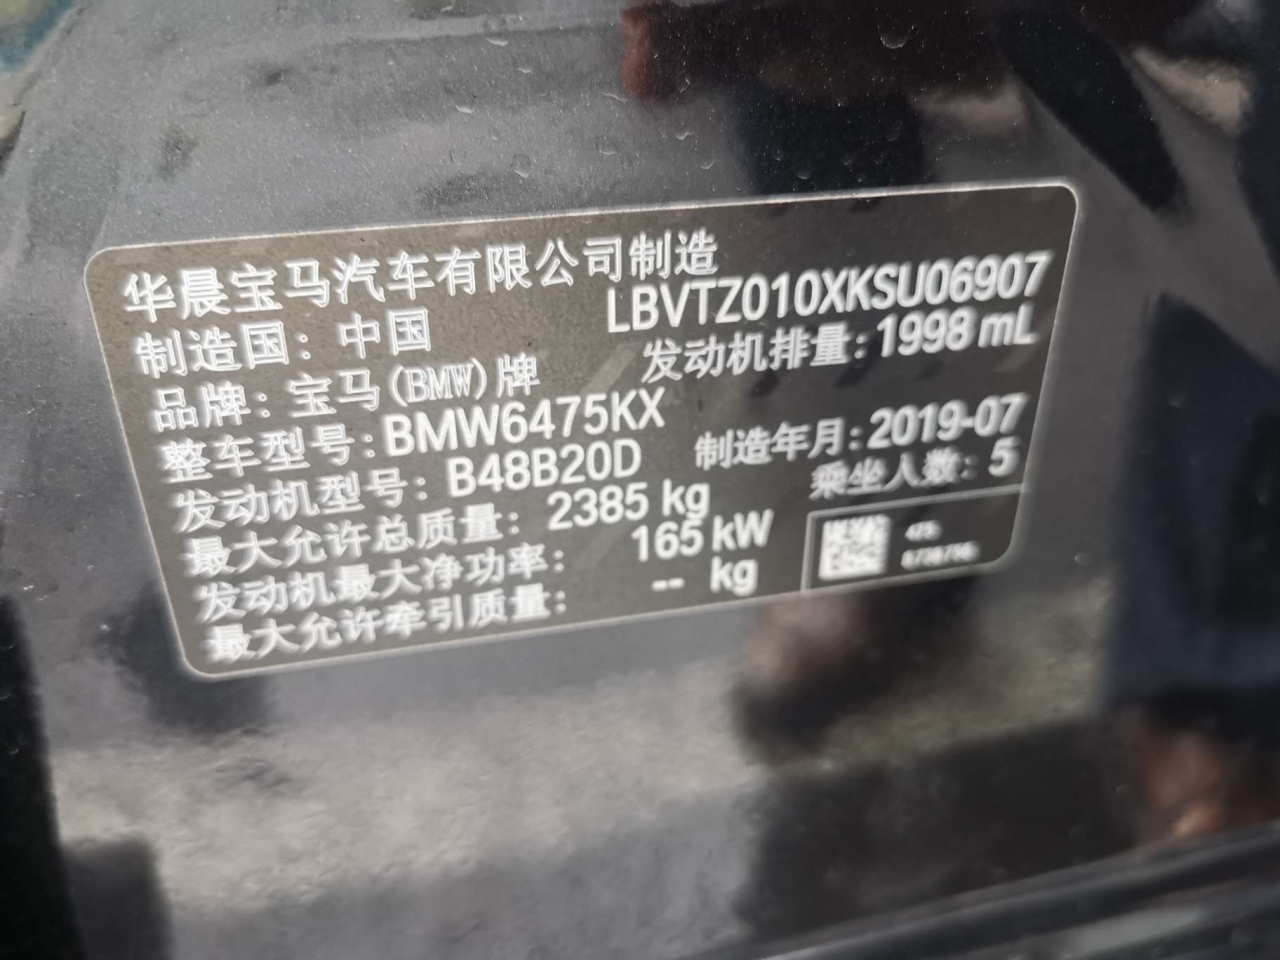 华晨宝马汽车有限公司制造
制造国：中国
LBVTZ010XKSU06907
品牌：宝马(BMW)牌
发动机排量：1998 mL
整车型号：BMW6475KX
发动机型号：B48B20D
制造年月：2019-07
最大允许总质量：2385 kg
乘坐人数：5
发动机最大净功率：165 kW
最大允许牵引质量：-- kg